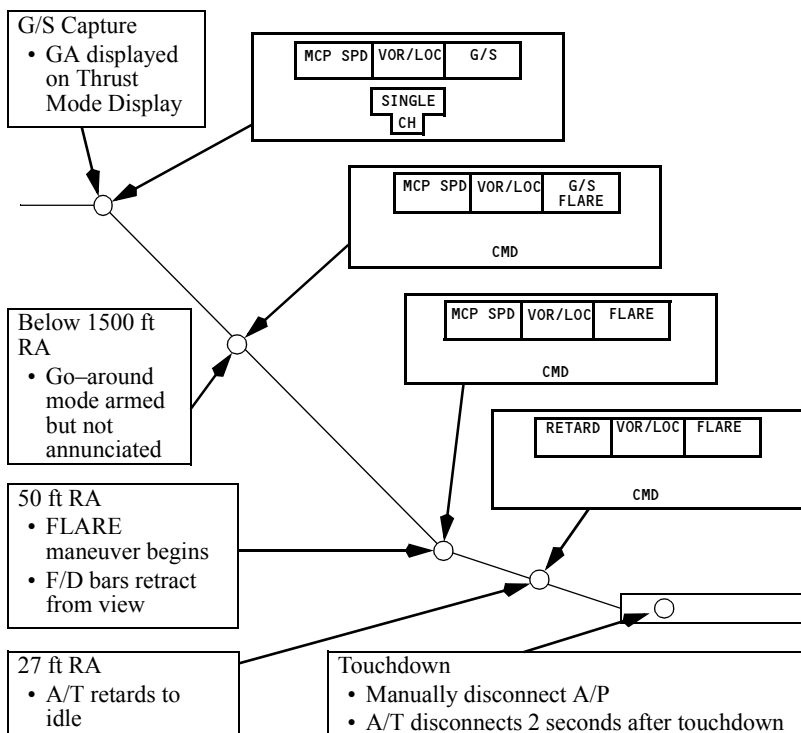 G/S Capture
• GA displayed
on Thrust
Mode Display
MCP SPD VOR/LOC G/S
SINGLE
CH
MCP SPD VOR/LOC G/S
FLARE
CMD
Below 1500 ft
RA
• Go–around
mode armed
but not
annunciated
MCP SPD VOR/LOC FLARE
CMD
RETARD VOR/LOC FLARE
CMD
50 ft RA
• FLARE
maneuver begins
• F/D bars retract
from view
27 ft RA
• A/T retards to
idle
Touchdown
• Manually disconnect A/P
• A/T disconnects 2 seconds after touchdown